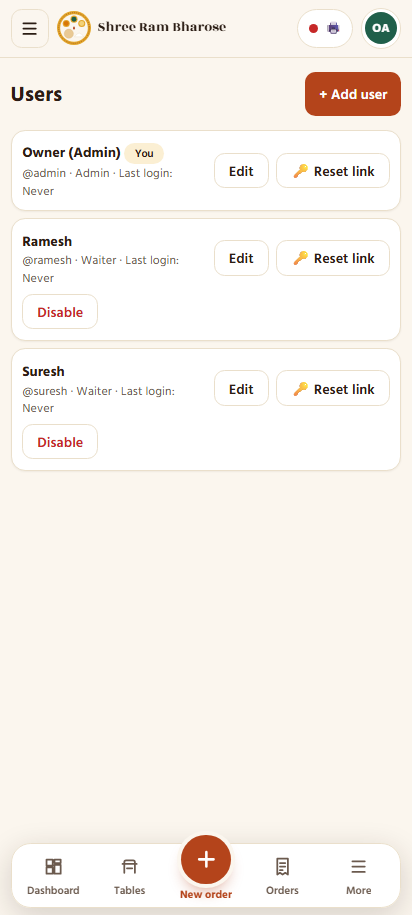 Shree Ram Bharose
OA
Users
+ Add user
Owner (Admin) You
@admin · Admin · Last login:
Never
Edit
Reset link
Ramesh
@ramesh · Waiter · Last login:
Never
Edit
Reset link
Disable
Suresh
@suresh · Waiter · Last login:
Never
Edit
Reset link
Disable
Dashboard
Tables
New order
Orders
More